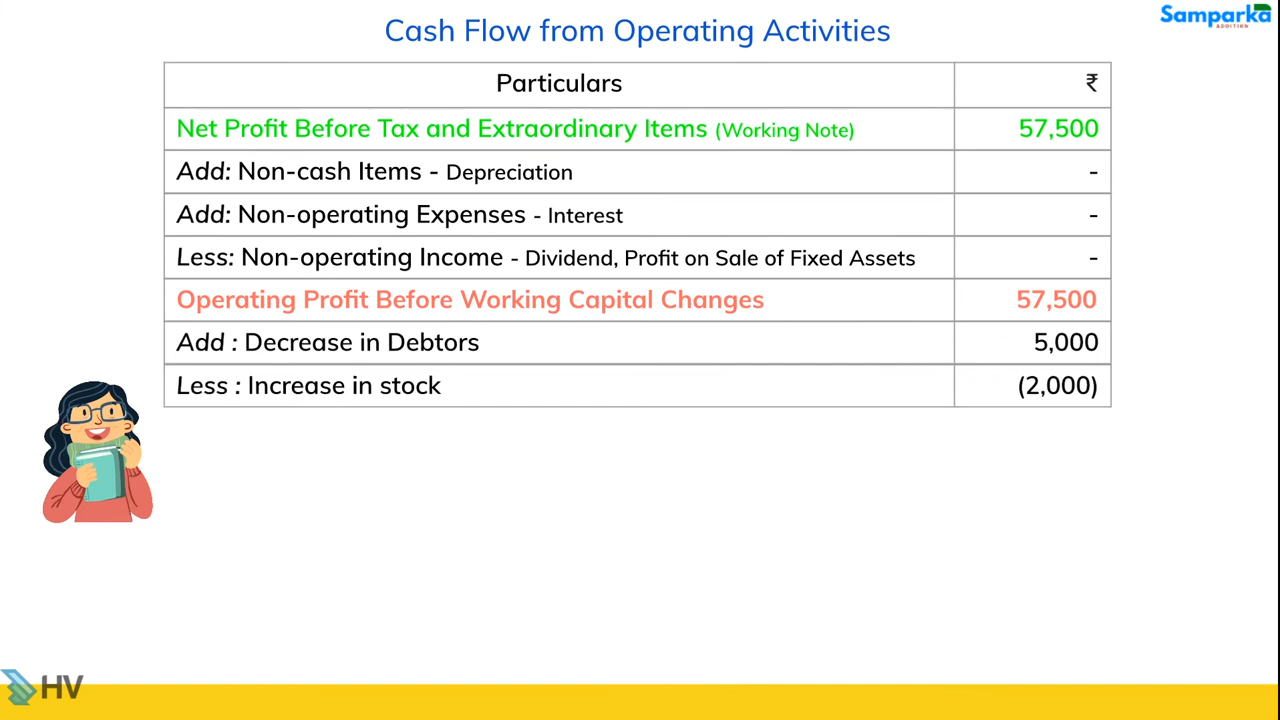 Cash Flow from Operating Activities
Samparka
ADDITION
Particulars ₹
Net Profit Before Tax and Extraordinary Items (Working Note) 57,500
Add: Non-cash Items - Depreciation -
Add: Non-operating Expenses - Interest -
Less: Non-operating Income - Dividend, Profit on Sale of Fixed Assets -
Operating Profit Before Working Capital Changes 57,500
Add : Decrease in Debtors 5,000
Less : Increase in stock (2,000)
HV